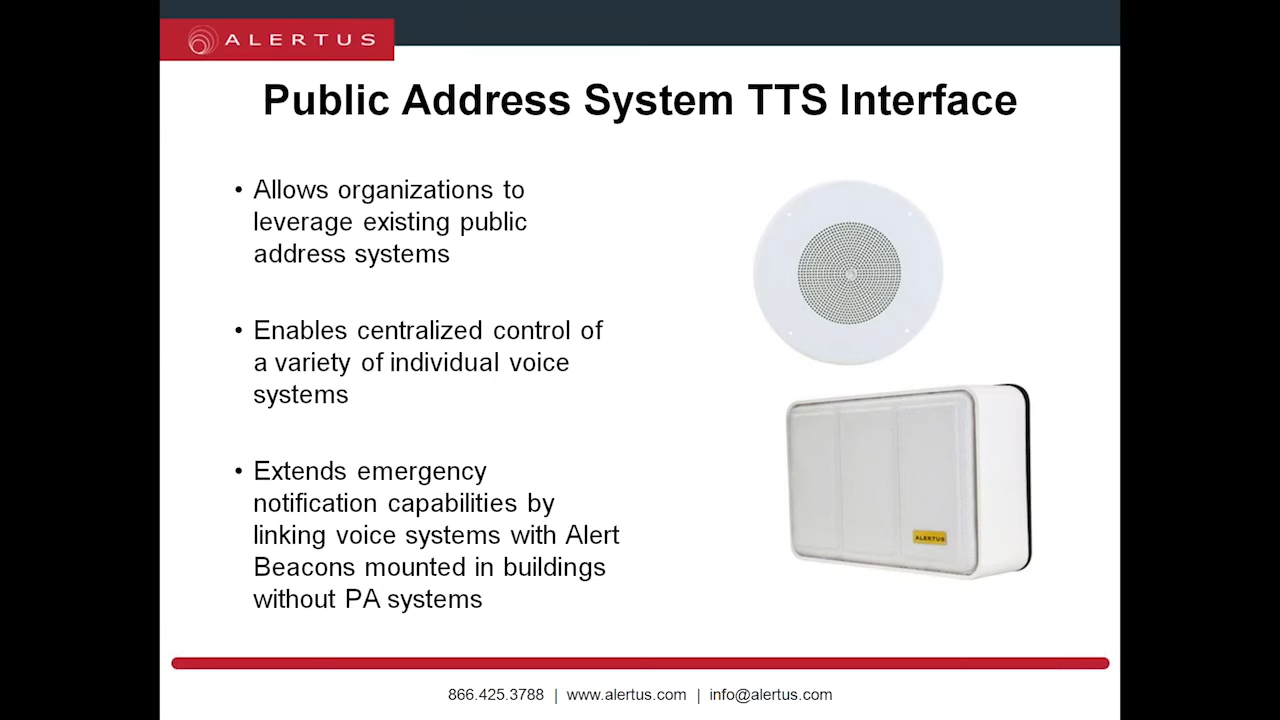 ALERTUS
Public Address System TTS Interface
• Allows organizations to
leverage existing public
address systems
• Enables centralized control of
a variety of individual voice
systems
• Extends emergency
notification capabilities by
linking voice systems with Alert
Beacons mounted in buildings
without PA systems
ALERTUS
866.425.3788 | www.alertus.com | info@alertus.com